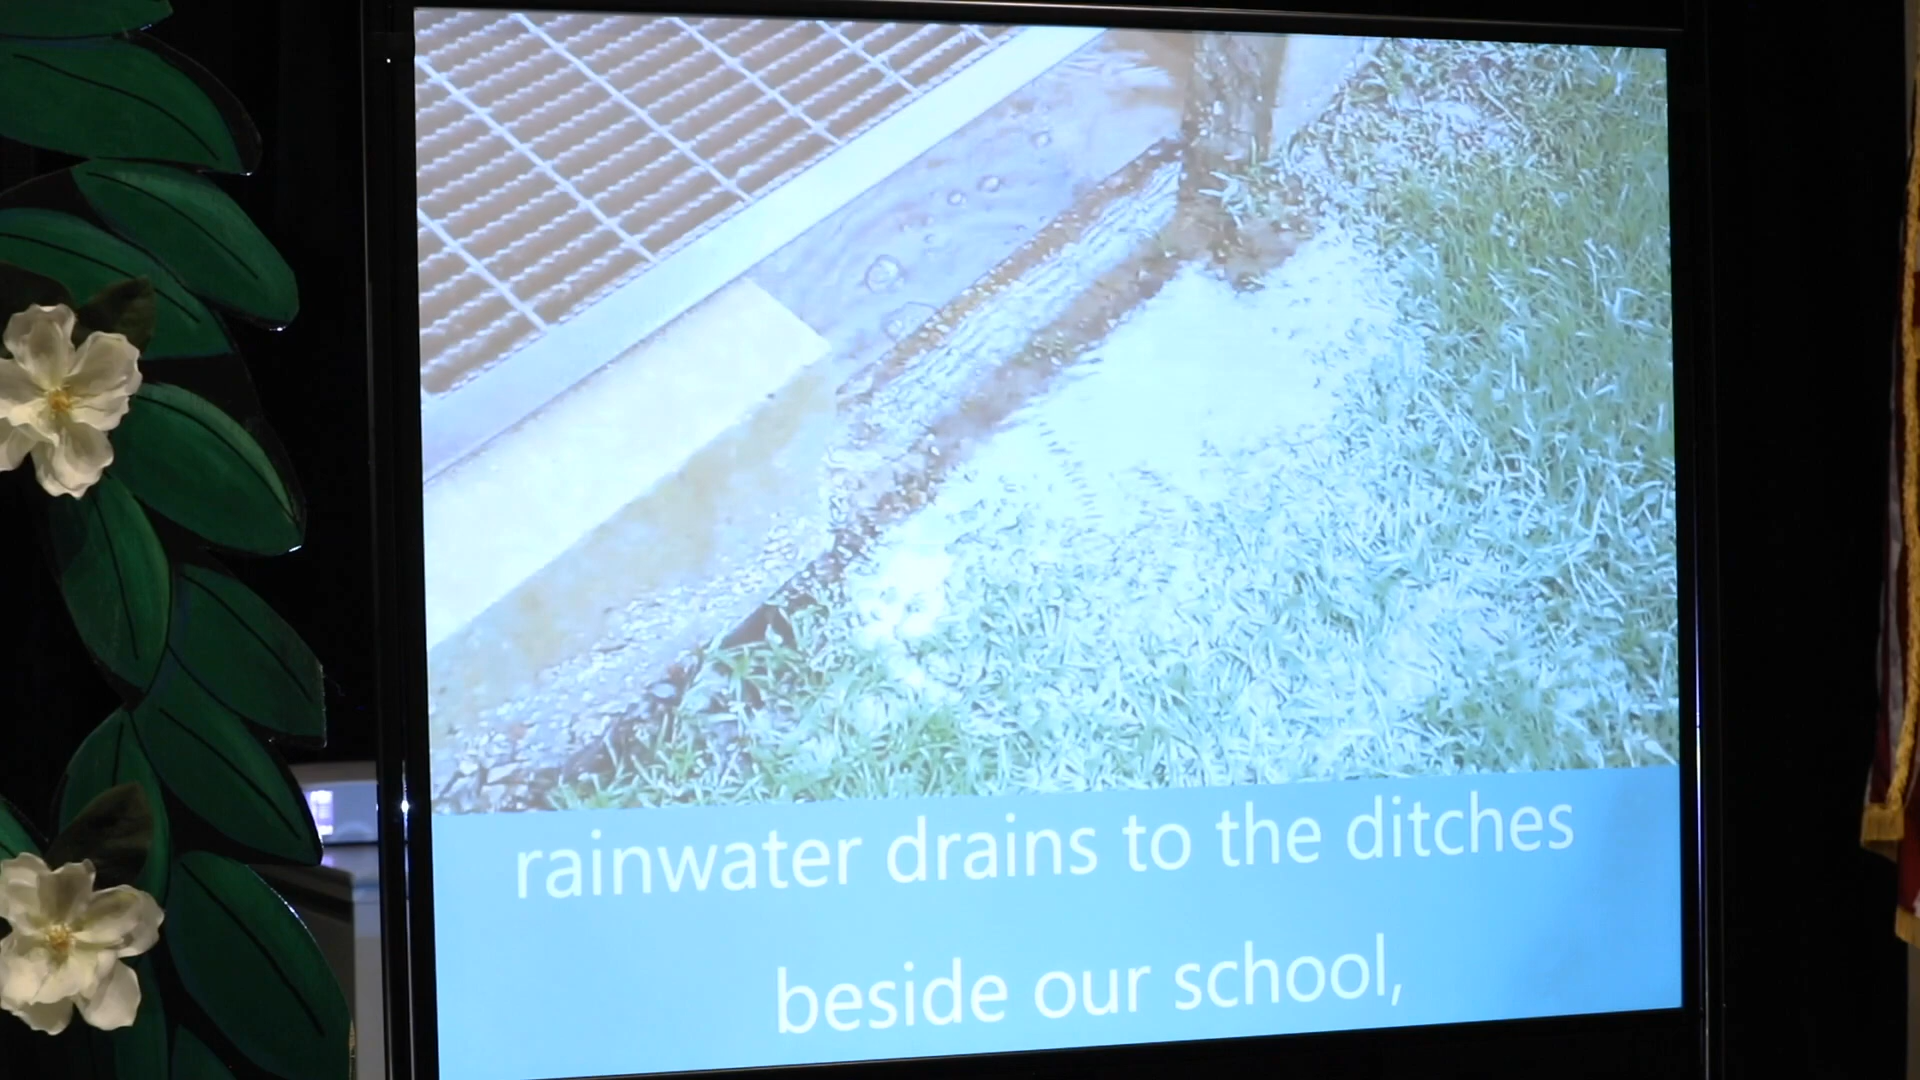 rainwater drains to the ditches
beside our school,